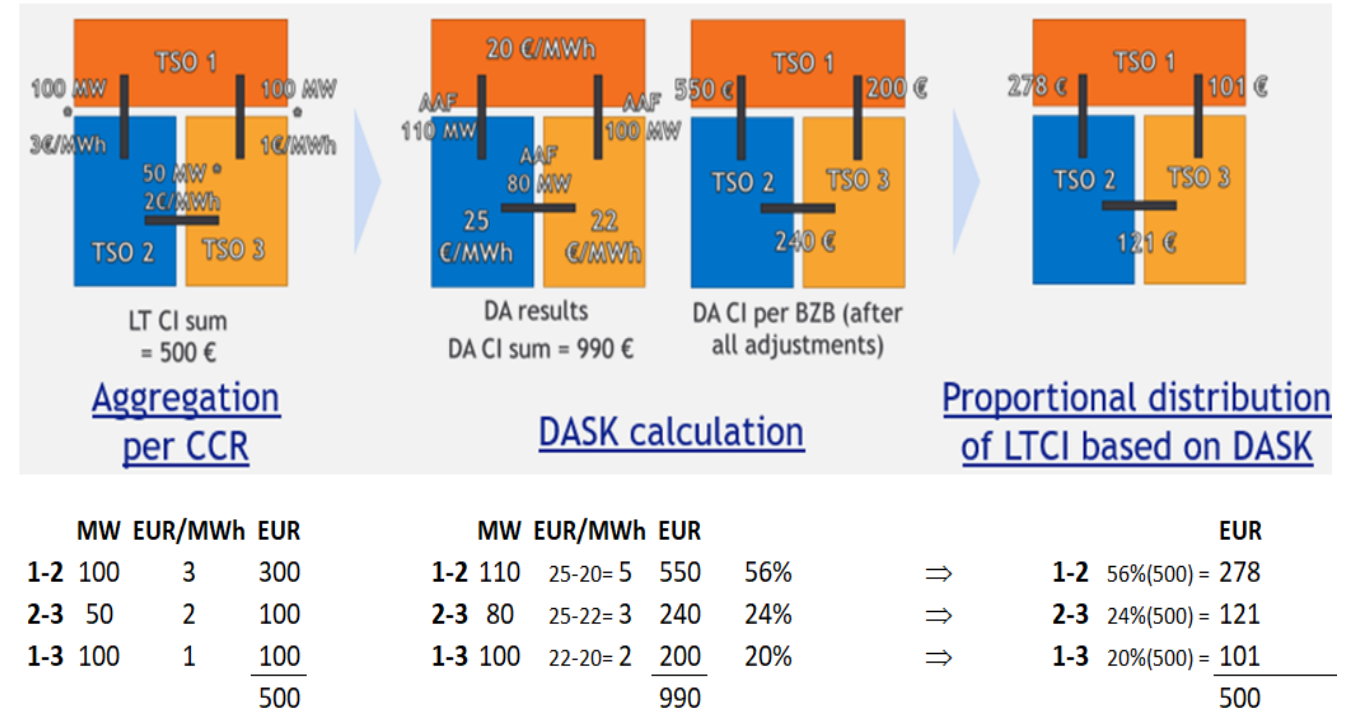 TSO 1
100 MW
*
3€/MWh
100 MW
*
1€/MWh
50 MW *
2€/MWh
TSO 2
TSO 3
LT CI sum
= 500 €
Aggregation
per CCR
20 €/MWh
AAF
110 MW
AAF
100 MW
AAF
80 MW
25
€/MWh
22
€/MWh
DA results
DA CI sum = 990 €
TSO 1
550 €
200 €
TSO 2
TSO 3
240 €
DA CI per BZB (after
all adjustments)
DASK calculation
TSO 1
278 €
101 €
TSO 2
TSO 3
121 €
Proportional distribution
of LTCI based on DASK
MW EUR/MWh EUR
1-2 100 3 300
2-3 50 2 100
1-3 100 1 100
500
MW EUR/MWh EUR
1-2 110 25-20= 5 550 56% ⇒
2-3 80 25-22= 3 240 24% ⇒
1-3 100 22-20= 2 200 20% ⇒
990
EUR
1-2 56%(500) = 278
2-3 24%(500) = 121
1-3 20%(500) = 101
500